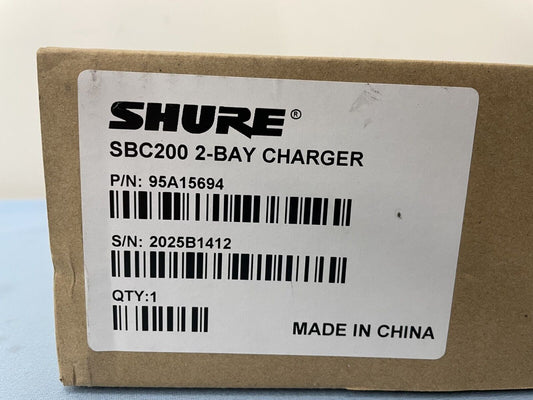 SHURE®
SBC200 2-BAY CHARGER
P/N: 95A15694
S/N: 2025B1412
QTY:1
MADE IN CHINA